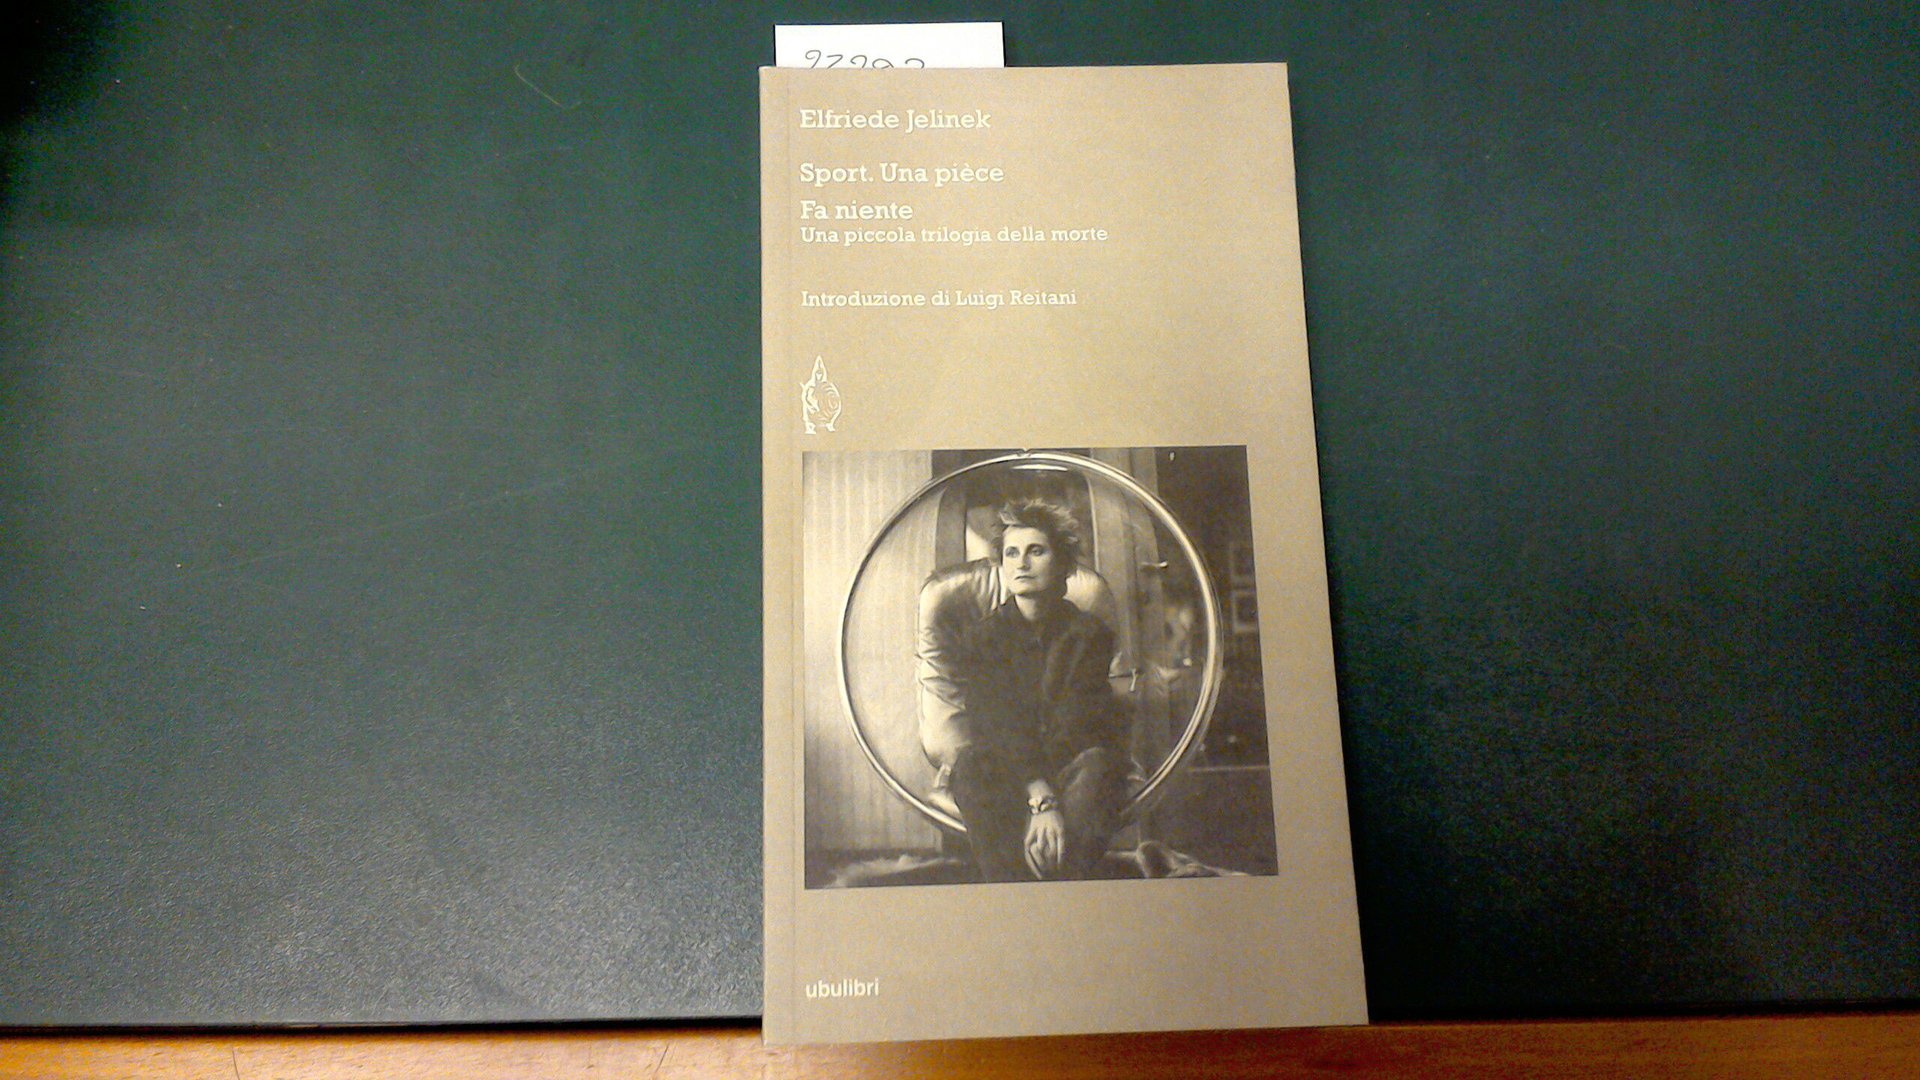 Elfriede Jelinek
Sport. Una pièce
Fa niente
Una piccola trilogia della morte
Introduzione di Luigi Reitani
ubulibri